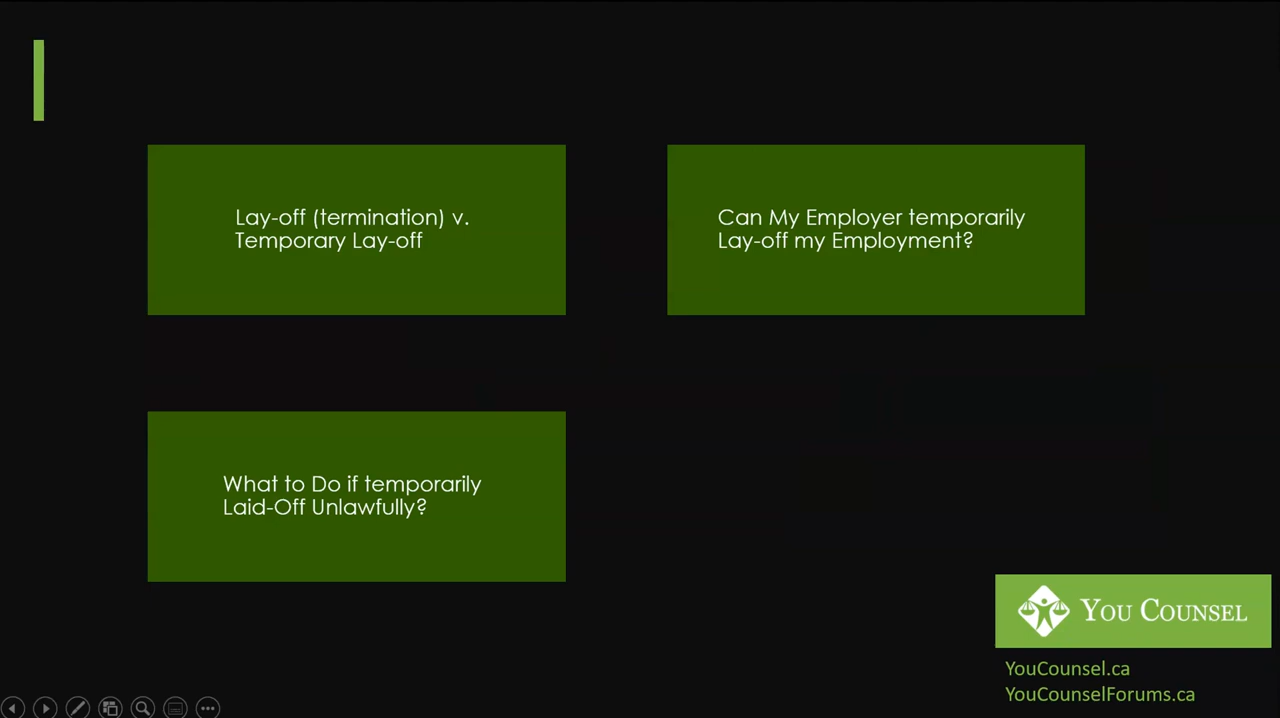 Lay-off (termination) v.
Temporary Lay-off
Can My Employer temporarily
Lay-off my Employment?
What to Do if temporarily
Laid-Off Unlawfully?
You Counsel
YouCounsel.ca
YouCounselForums.ca